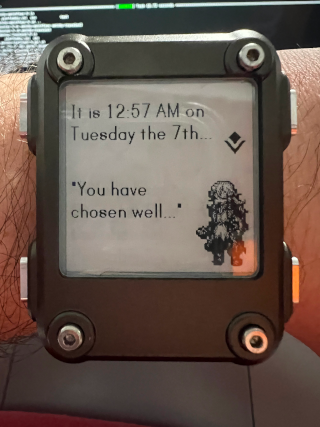 It is 12:57 AM on
Tuesday the 7th...
"You have
chosen well..."